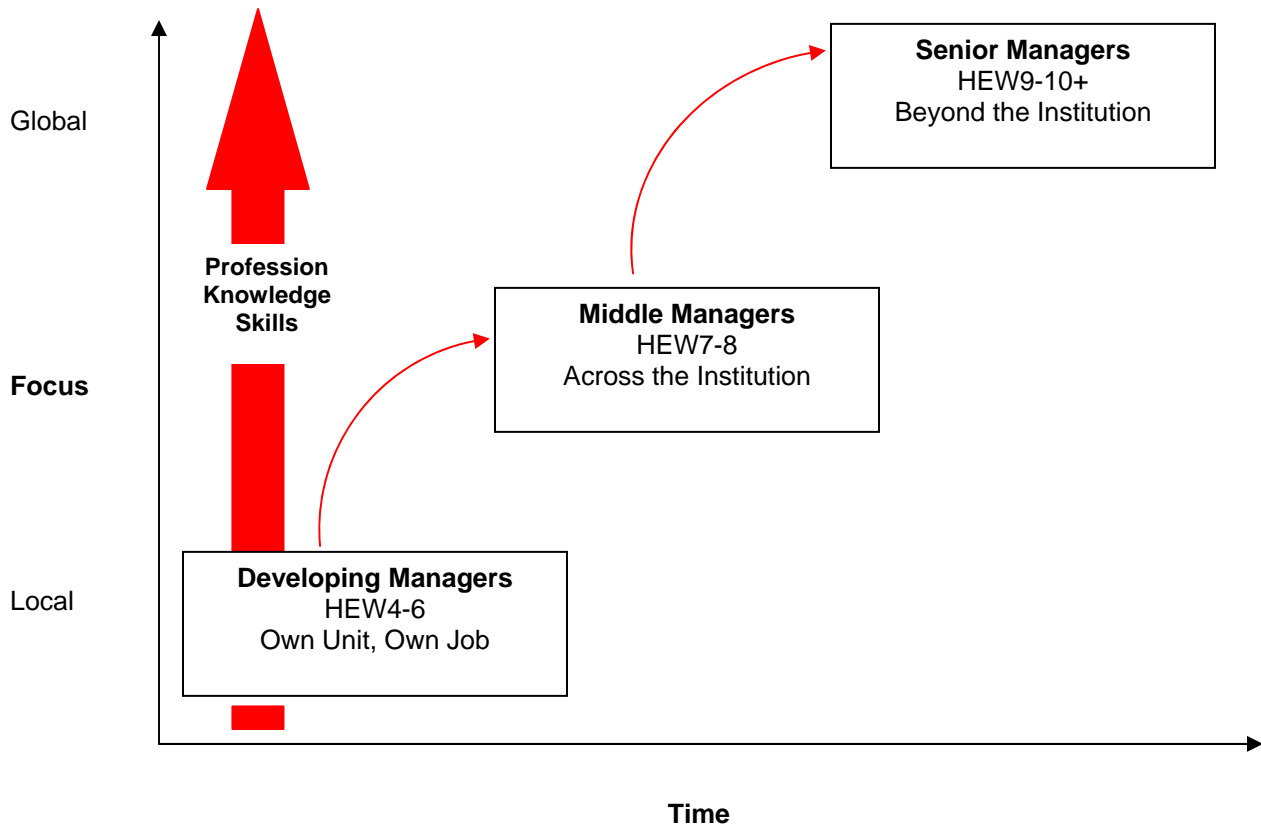 Senior Managers
HEW9-10+
Beyond the Institution
Global
Profession
Knowledge
Skills
Middle Managers
HEW7-8
Across the Institution
Focus
Developing Managers
HEW4-6
Own Unit, Own Job
Local
Time